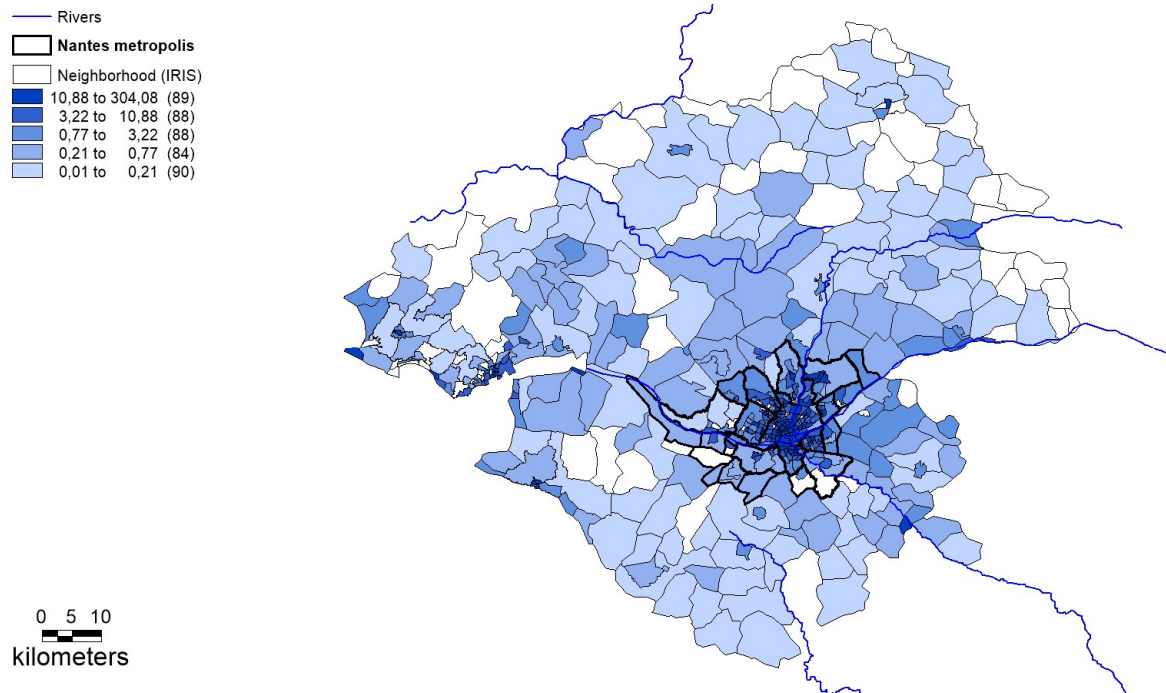 Rivers
Nantes metropolis
Neighborhood (IRIS)
10,88 to 304,08 (89)
3,22 to 10,88 (88)
0,77 to 3,22 (88)
0,21 to 0,77 (84)
0,01 to 0,21 (90)
0 5 10
kilometers